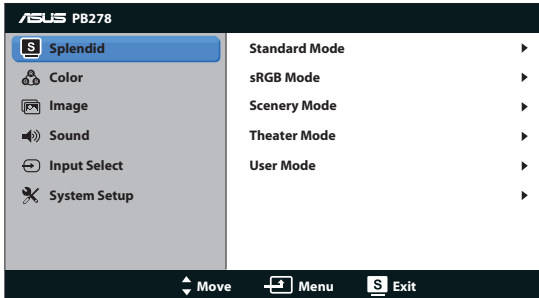 ASUS PB278
S Splendid
Color
Image
Sound
Input Select
System Setup
Standard Mode
sRGB Mode
Scenery Mode
Theater Mode
User Mode
Move Menu S Exit